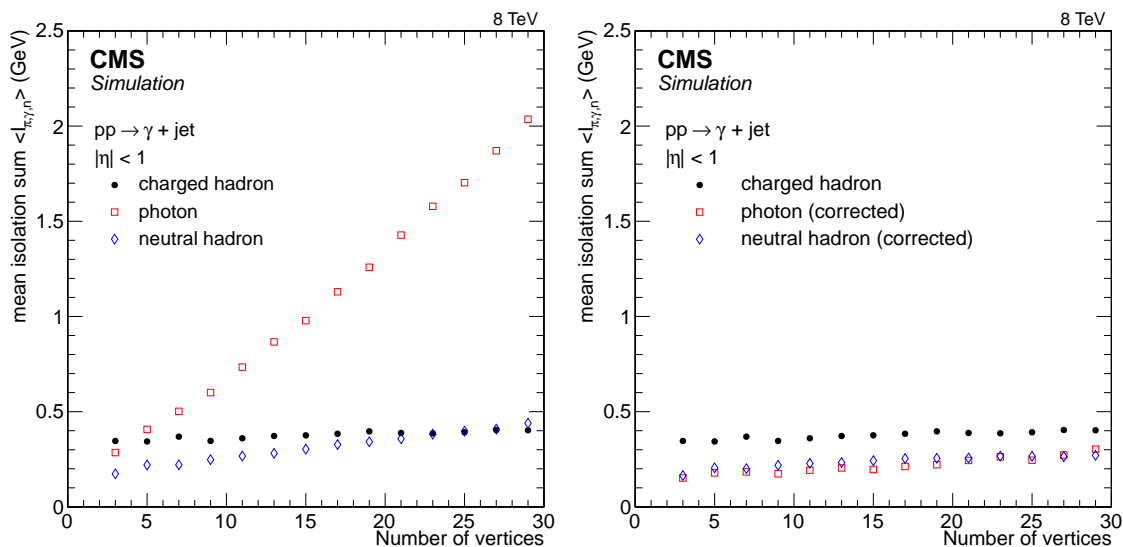 8 TeV
mean isolation sum <I_{π,γ,n}> (GeV)
2.5
2
1.5
1
0.5
0
CMS
Simulation
pp → γ + jet
|η| < 1
charged hadron
photon
neutral hadron
0 5 10 15 20 25 30
Number of vertices
8 TeV
mean isolation sum <I_{π,γ,n}> (GeV)
2.5
2
1.5
1
0.5
0
CMS
Simulation
pp → γ + jet
|η| < 1
charged hadron
photon (corrected)
neutral hadron (corrected)
0 5 10 15 20 25 30
Number of vertices